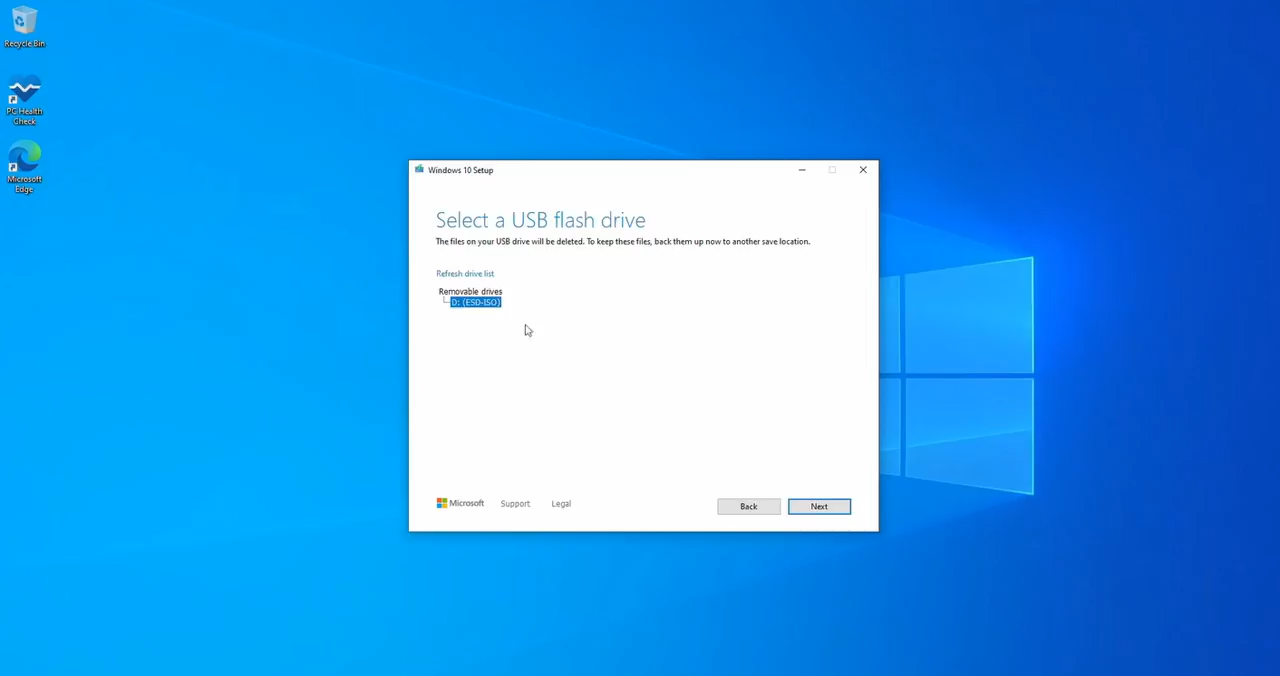 Recycle Bin
PC Health
Check
Microsoft
Edge
Windows 10 Setup
Select a USB flash drive
The files on your USB drive will be deleted. To keep these files, back them up now to another save location.
Refresh drive list
Removable drives
D: (ESD-ISO)
Microsoft Support Legal
Back Next